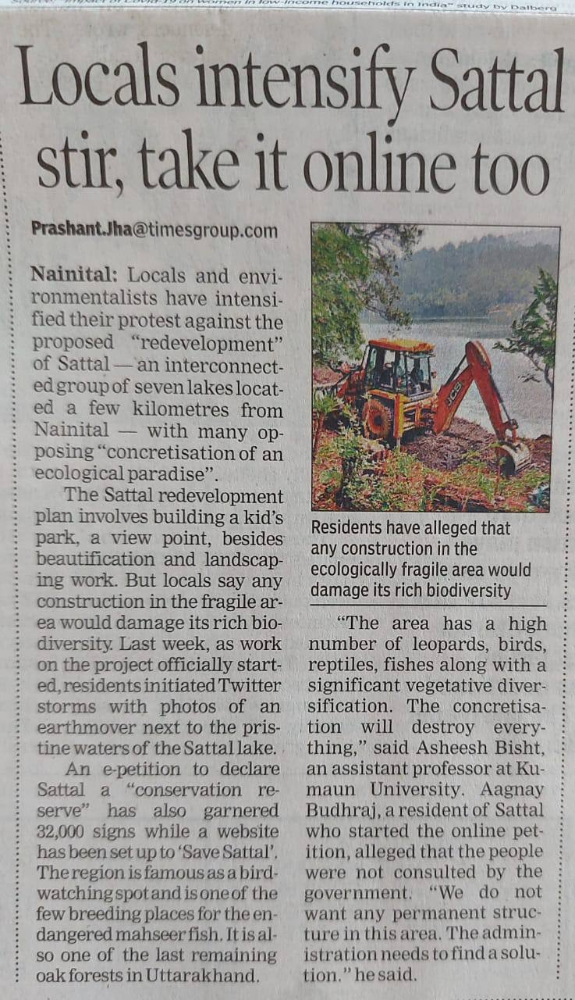 on women in low-income households in India" study by Dalberg
Locals intensify Sattal
stir, take it online too
Prashant.Jha@timesgroup.com
Nainital: Locals and envi-
ronmentalists have intensi-
fied their protest against the
proposed “redevelopment”
of Sattal — an interconnect-
ed group of seven lakes locat-
ed a few kilometres from
Nainital — with many op-
posing “concretisation of an
ecological paradise”.
The Sattal redevelopment
plan involves building a kid’s
park, a view point, besides
beautification and landscap-
ing work. But locals say any
construction in the fragile ar-
ea would damage its rich bio-
diversity. Last week, as work
on the project officially start-
ed, residents initiated Twitter
storms with photos of an
earthmover next to the pris-
tine waters of the Sattal lake.
An e-petition to declare
Sattal a “conservation re-
serve” has also garnered
32,000 signs while a website
has been set up to ‘Save Sattal’.
The region is famous as a bird-
watching spot and is one of the
few breeding places for the en-
dangered mahseer fish. It is al-
so one of the last remaining
oak forests in Uttarakhand.
JCB
Residents have alleged that
any construction in the
ecologically fragile area would
damage its rich biodiversity
“The area has a high
number of leopards, birds,
reptiles, fishes along with a
significant vegetative diver-
sification. The concretisa-
tion will destroy every-
thing,” said Asheesh Bisht,
an assistant professor at Ku-
maun University. Aagnay
Budhraj, a resident of Sattal
who started the online pet-
ition, alleged that the people
were not consulted by the
government. “We do not
want any permanent struc-
ture in this area. The admin-
istration needs to find a solu-
tion.” he said.